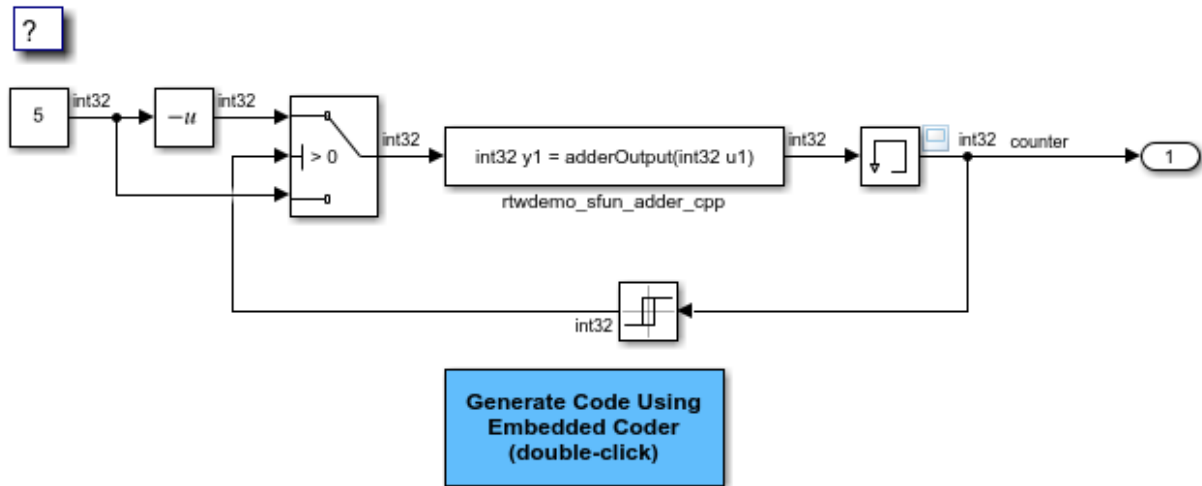 ?
5
int32
-u
int32
> 0
int32
int32 y1 = adderOutput(int32 u1)
rtwdemo_sfun_adder_cpp
int32
int32
counter
1
int32
Generate Code Using
Embedded Coder
(double-click)